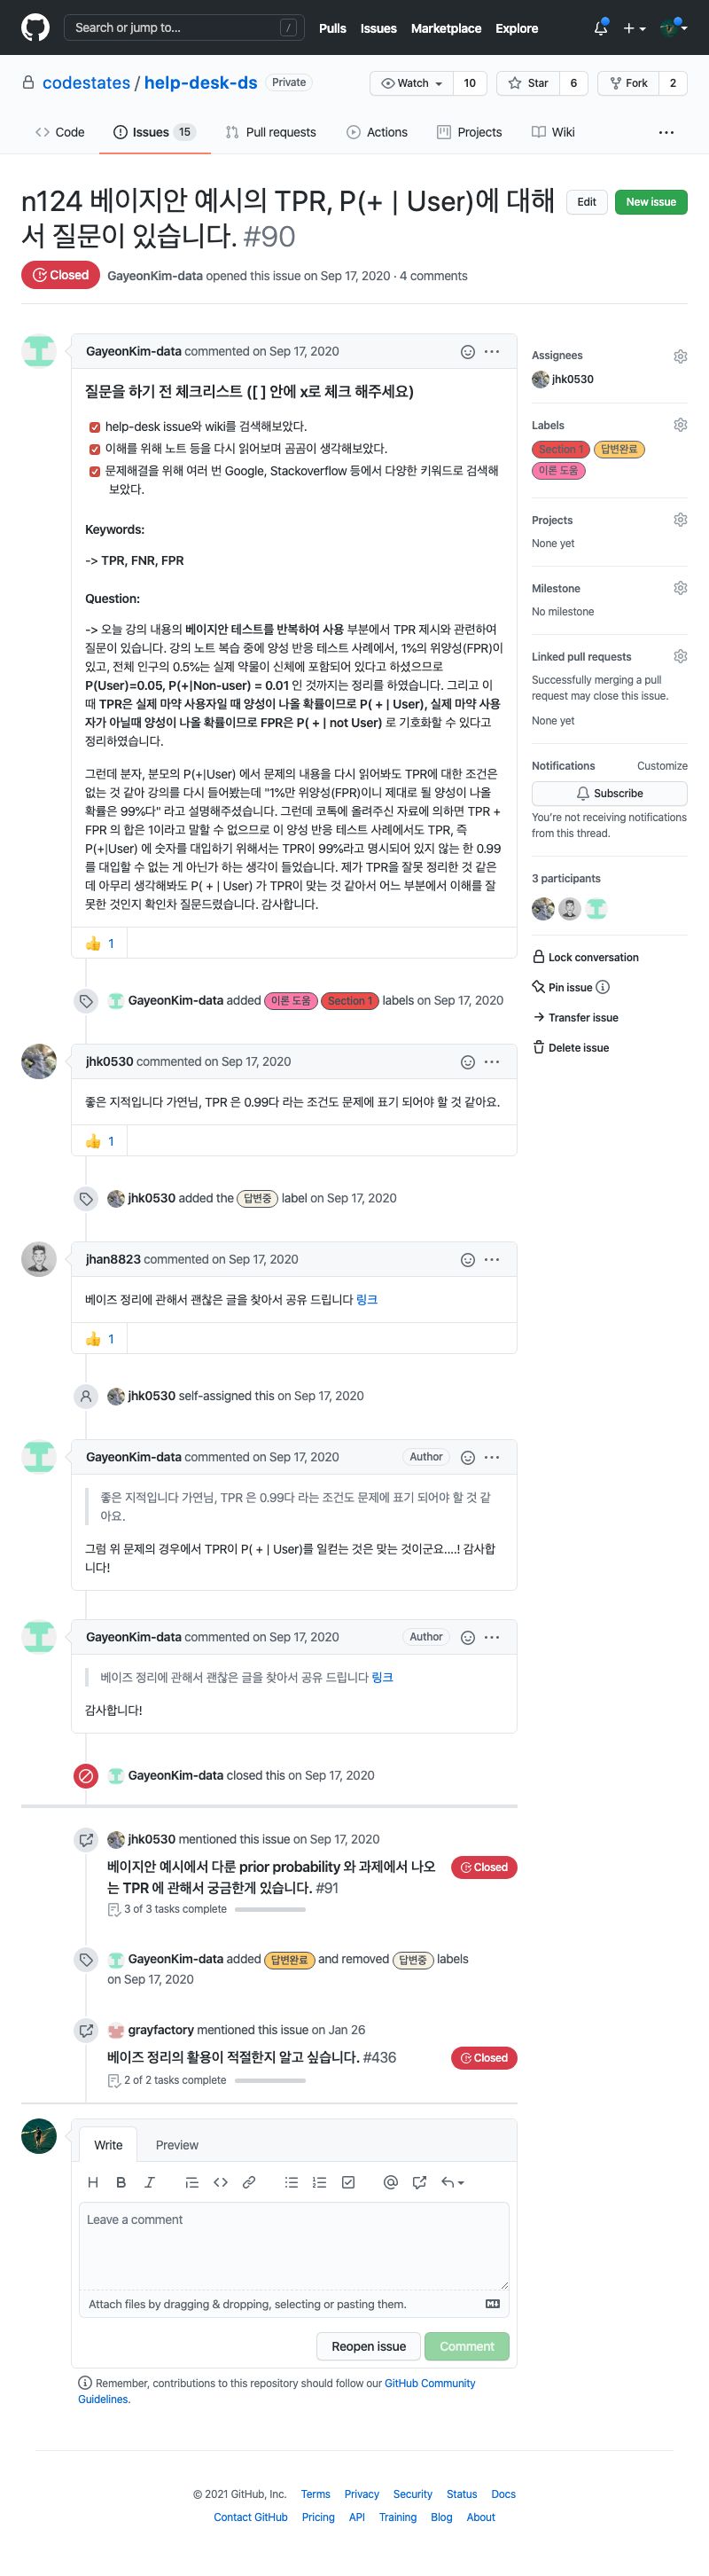 Search or jump to... /
Pulls Issues Marketplace Explore
codestates / help-desk-ds Private
Watch 10 Star 6 Fork 2
Code Issues 15 Pull requests Actions Projects Wiki
n124 베이지안 예시의 TPR, P(+ | User)에 대해
서 질문이 있습니다. #90
Edit New issue
Closed GayeonKim-data opened this issue on Sep 17, 2020 · 4 comments
GayeonKim-data commented on Sep 17, 2020
질문을 하기 전 체크리스트 ([ ] 안에 x로 체크 해주세요)
help-desk issue와 wiki를 검색해보았다.
이해를 위해 노트 등을 다시 읽어보며 곰곰이 생각해보았다.
문제해결을 위해 여러 번 Google, Stackoverflow 등에서 다양한 키워드로 검색해
보았다.
Keywords:
-> TPR, FNR, FPR
Question:
-> 오늘 강의 내용의 베이지안 테스트를 반복하여 사용 부분에서 TPR 제시와 관련하여
질문이 있습니다. 강의 노트 복습 중에 양성 반응 테스트 사례에서, 1%의 위양성(FPR)이
있고, 전체 인구의 0.5%는 실제 약물이 신체에 포함되어 있다고 하셨으므로
P(User)=0.05, P(+|Non-user) = 0.01 인 것까지는 정리를 하였습니다. 그리고 이
때 TPR은 실제 마약 사용자일 때 양성이 나올 확률이므로 P( + | User), 실제 마약 사용
자가 아닐때 양성이 나올 확률이므로 FPR은 P( + | not User) 로 기호화할 수 있다고
정리하였습니다.
그런데 분자, 분모의 P(+|User) 에서 문제의 내용을 다시 읽어봐도 TPR에 대한 조건은
없는 것 같아 강의를 다시 들어봤는데 "1%만 위양성(FPR)이니 제대로 될 양성이 나올
확률은 99%다" 라고 설명해주셨습니다. 그런데 코톡에 올려주신 자료에 의하면 TPR +
FPR 의 합은 1이라고 말할 수 없으므로 이 양성 반응 테스트 사례에서도 TPR, 즉
P(+|User) 에 숫자를 대입하기 위해서는 TPR이 99%라고 명시되어 있지 않는 한 0.99
를 대입할 수 없는 게 아닌가 하는 생각이 들었습니다. 제가 TPR을 잘못 정리한 것 같은
데 아무리 생각해봐도 P( + | User) 가 TPR이 맞는 것 같아서 어느 부분에서 이해를 잘
못한 것인지 확인차 질문드렸습니다. 감사합니다.
1
GayeonKim-data added 이론 도움 Section 1 labels on Sep 17, 2020
jhk0530 commented on Sep 17, 2020
좋은 지적입니다 가연님, TPR 은 0.99다 라는 조건도 문제에 표기 되어야 할 것 같아요.
1
jhk0530 added the 답변중 label on Sep 17, 2020
jhan8823 commented on Sep 17, 2020
베이즈 정리에 관해서 괜찮은 글을 찾아서 공유 드립니다 링크
1
jhk0530 self-assigned this on Sep 17, 2020
GayeonKim-data commented on Sep 17, 2020 Author
좋은 지적입니다 가연님, TPR 은 0.99다 라는 조건도 문제에 표기 되어야 할 것 같
아요.
그럼 위 문제의 경우에서 TPR이 P( + | User)를 일컫는 것은 맞는 것이군요....! 감사합
니다!
GayeonKim-data commented on Sep 17, 2020 Author
베이즈 정리에 관해서 괜찮은 글을 찾아서 공유 드립니다 링크
감사합니다!
GayeonKim-data closed this on Sep 17, 2020
jhk0530 mentioned this issue on Sep 17, 2020
베이지안 예시에서 다룬 prior probability 와 과제에서 나오
는 TPR 에 관해서 궁금한게 있습니다. #91
Closed
3 of 3 tasks complete
GayeonKim-data added 답변완료 and removed 답변중 labels
on Sep 17, 2020
grayfactory mentioned this issue on Jan 26
베이즈 정리의 활용이 적절한지 알고 싶습니다. #436 Closed
2 of 2 tasks complete
Write Preview
Leave a comment
Attach files by dragging & dropping, selecting or pasting them.
Reopen issue Comment
Remember, contributions to this repository should follow our GitHub Community
Guidelines.
Assignees
jhk0530
Labels
Section 1 답변완료
이론 도움
Projects
None yet
Milestone
No milestone
Linked pull requests
Successfully merging a pull
request may close this issue.
None yet
Notifications Customize
Subscribe
You're not receiving notifications
from this thread.
3 participants
Lock conversation
Pin issue
Transfer issue
Delete issue
© 2021 GitHub, Inc. Terms Privacy Security Status Docs
Contact GitHub Pricing API Training Blog About